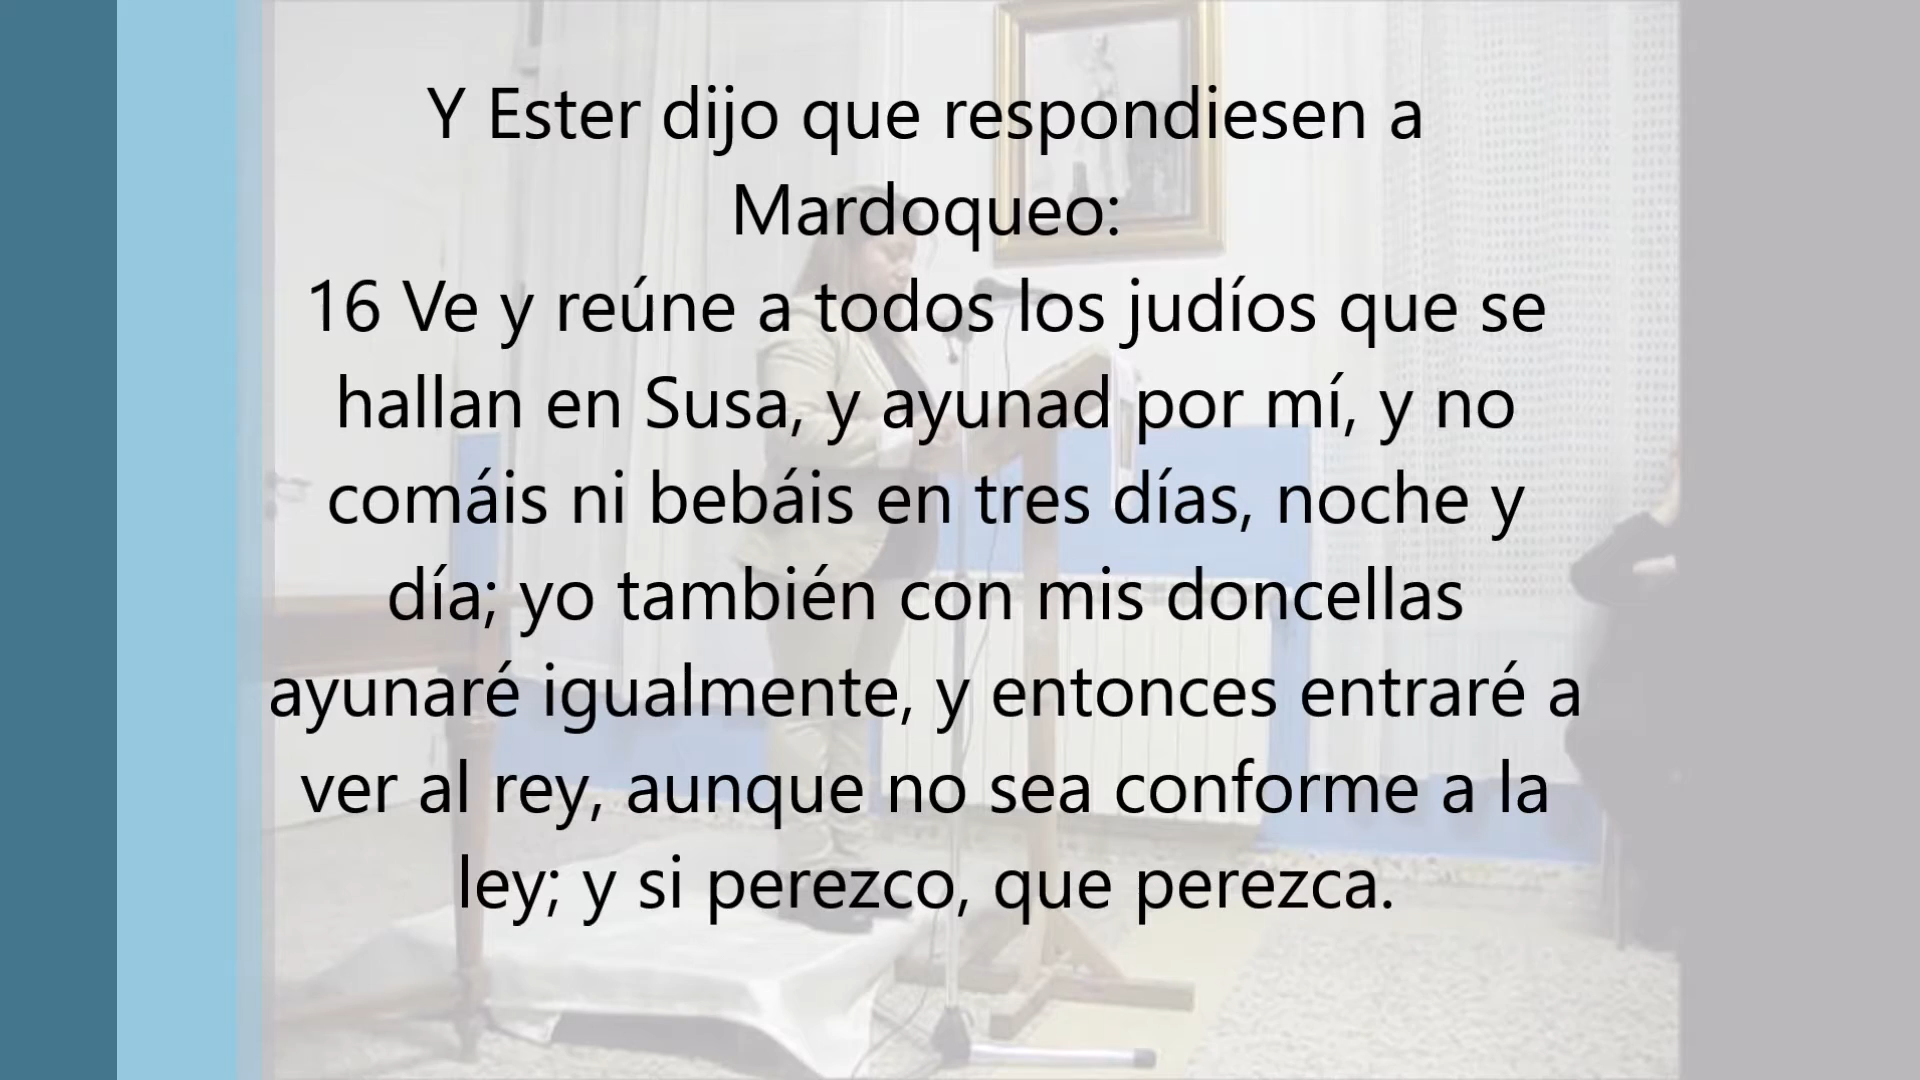 Y Ester dijo que respondiesen a
Mardoqueo:
16 Ve y reúne a todos los judíos que se
hallan en Susa, y ayunad por mí, y no
comáis ni bebáis en tres días, noche y
día; yo también con mis doncellas
ayunaré igualmente, y entonces entraré a
ver al rey, aunque no sea conforme a la
ley; y si perezco, que perezca.